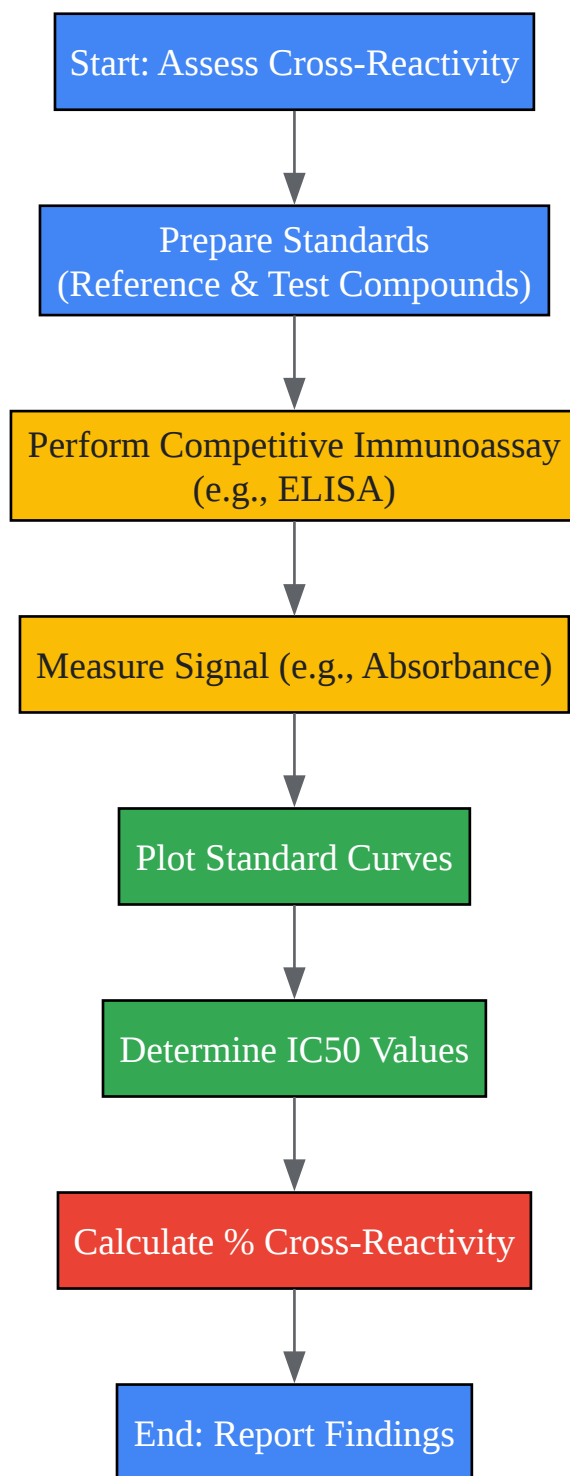 Start: Assess Cross-Reactivity
Prepare Standards
(Reference & Test Compounds)
Perform Competitive Immunoassay
(e.g., ELISA)
Measure Signal (e.g., Absorbance)
Plot Standard Curves
Determine IC50 Values
Calculate % Cross-Reactivity
End: Report Findings